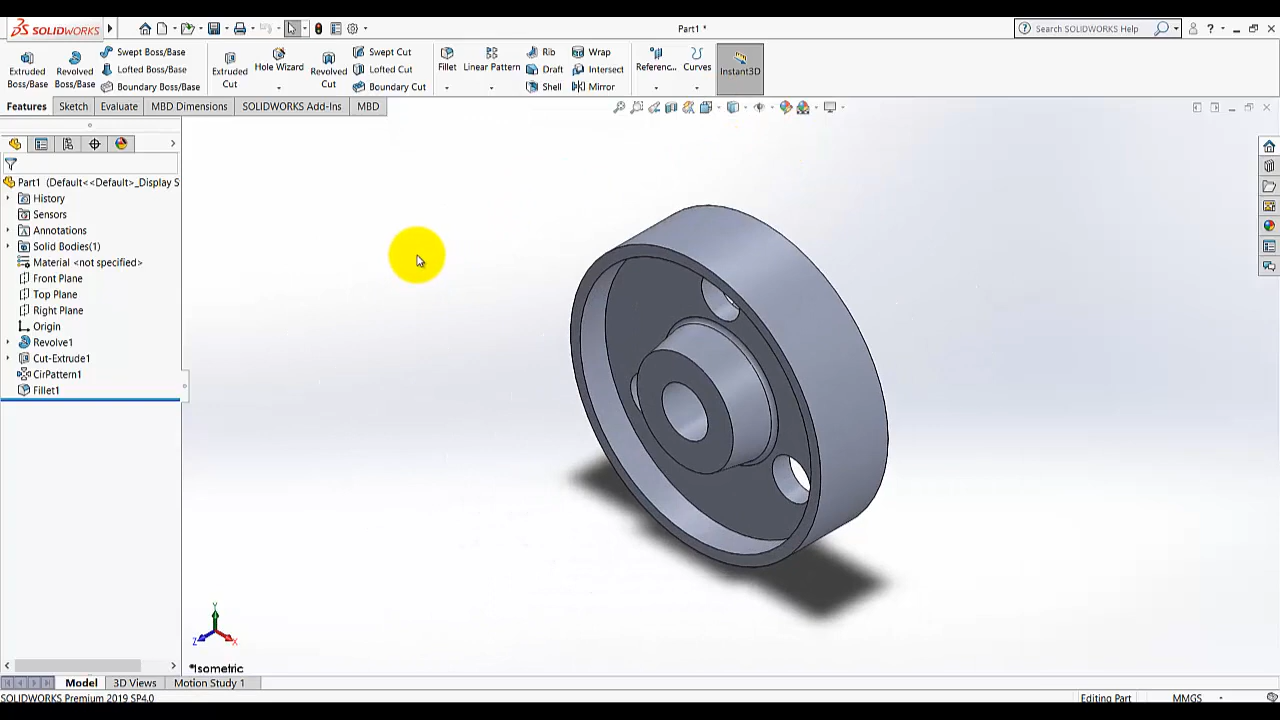 SOLIDWORKS
Part1 *
Search SOLIDWORKS Help
Extruded Boss/Base
Revolved Boss/Base
Swept Boss/Base
Lofted Boss/Base
Boundary Boss/Base
Extruded Cut
Hole Wizard
Revolved Cut
Swept Cut
Lofted Cut
Boundary Cut
Fillet
Linear Pattern
Rib
Draft
Shell
Wrap
Intersect
Mirror
Referenc...
Curves
Instant3D
Features
Sketch
Evaluate
MBD Dimensions
SOLIDWORKS Add-Ins
MBD
Part1 (Default<<Default>_Display S
History
Sensors
Annotations
Solid Bodies(1)
Material <not specified>
Front Plane
Top Plane
Right Plane
Origin
Revolve1
Cut-Extrude1
CirPattern1
Fillet1
Y
Z
X
*Isometric
Model
3D Views
Motion Study 1
SOLIDWORKS Premium 2019 SP4.0
Editing Part
MMGS